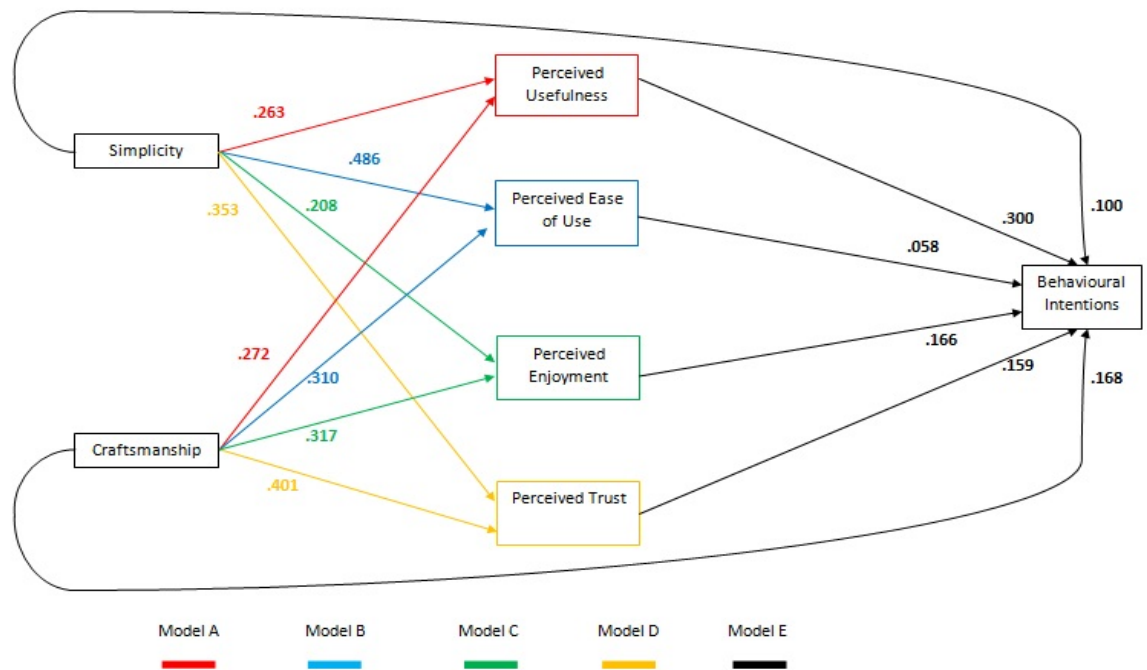 Perceived
Usefulness
.263
Simplicity
.486
.353
.208
Perceived Ease
of Use
.300
.100
.058
Behavioural
Intentions
.272
.310
Perceived
Enjoyment
.166
.159
.168
Craftsmanship
.317
.401
Perceived Trust
Model A
Model B
Model C
Model D
Model E